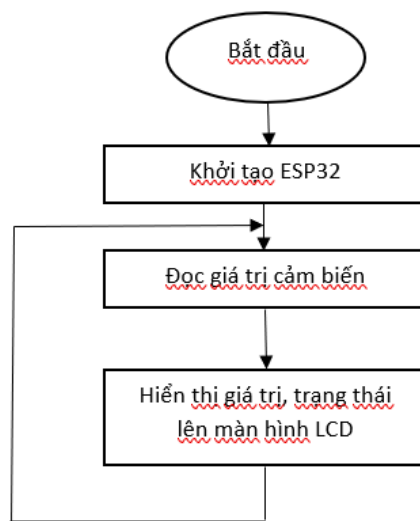 Bắt đầu
Khởi tạo ESP32
Đọc giá trị cảm biến
Hiển thị giá trị, trạng thái
lên màn hình LCD